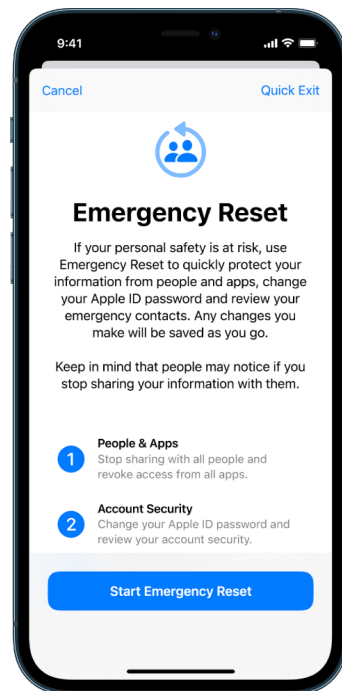 9:41
Cancel
Quick Exit
Emergency Reset
If your personal safety is at risk, use
Emergency Reset to quickly protect your
information from people and apps, change
your Apple ID password and review your
emergency contacts. Any changes you
make will be saved as you go.
Keep in mind that people may notice if you
stop sharing your information with them.
1
People & Apps
Stop sharing with all people and
revoke access from all apps.
2
Account Security
Change your Apple ID password and
review your account security.
Start Emergency Reset